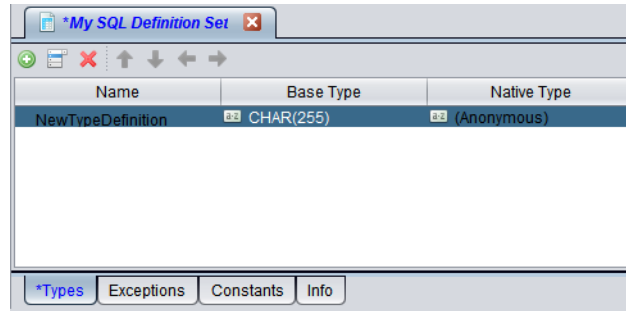 *My SQL Definition Set
Name Base Type Native Type
NewTypeDefinition a-z CHAR(255) a-z (Anonymous)
*Types Exceptions Constants Info